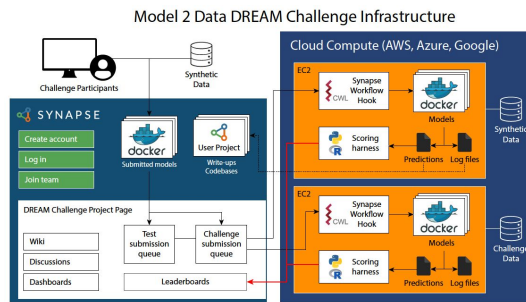 Model 2 Data DREAM Challenge Infrastructure
Challenge Participants
Synthetic
Data
SYNAPSE
Create account
Log in
Join team
docker
Submitted models
User Project
Write-ups
Codebases
DREAM Challenge Project Page
Wiki
Discussions
Dashboards
Test
submission
queue
Challenge
submission
queue
Leaderboards
Cloud Compute (AWS, Azure, Google)
EC2
CWL
Synapse
Workflow
Hook
docker
Models
Scoring
harness
Predictions
Log files
Synthetic
Data
EC2
CWL
Synapse
Workflow
Hook
docker
Models
Scoring
harness
Predictions
Log files
Challenge
Data